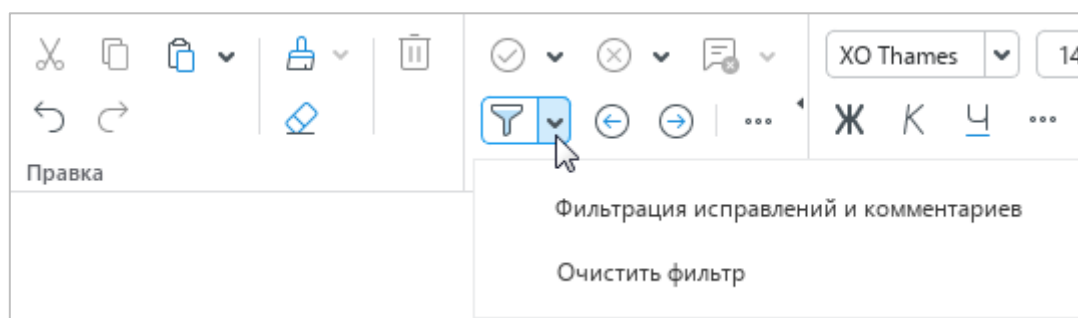 XO Thames
14
Ж К Ч
Правка
Фильтрация исправлений и комментариев
Очистить фильтр